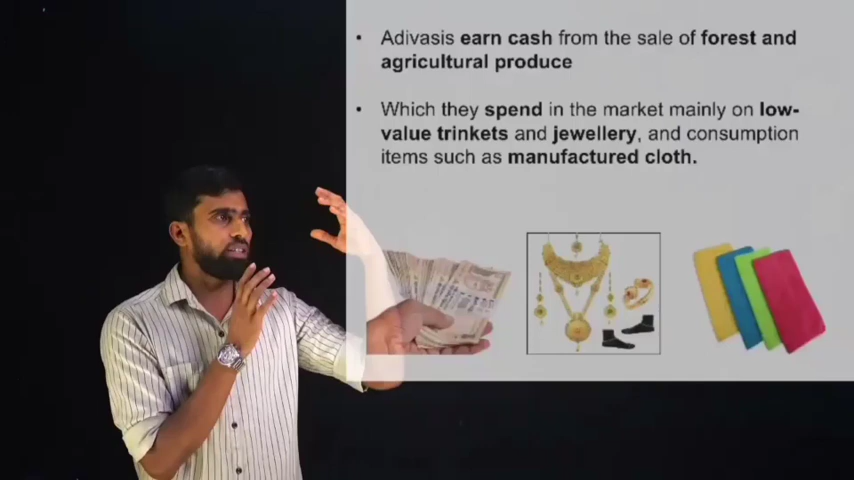 • Adivasis earn cash from the sale of forest and
agricultural produce
• Which they spend in the market mainly on low-
value trinkets and jewellery, and consumption
items such as manufactured cloth.